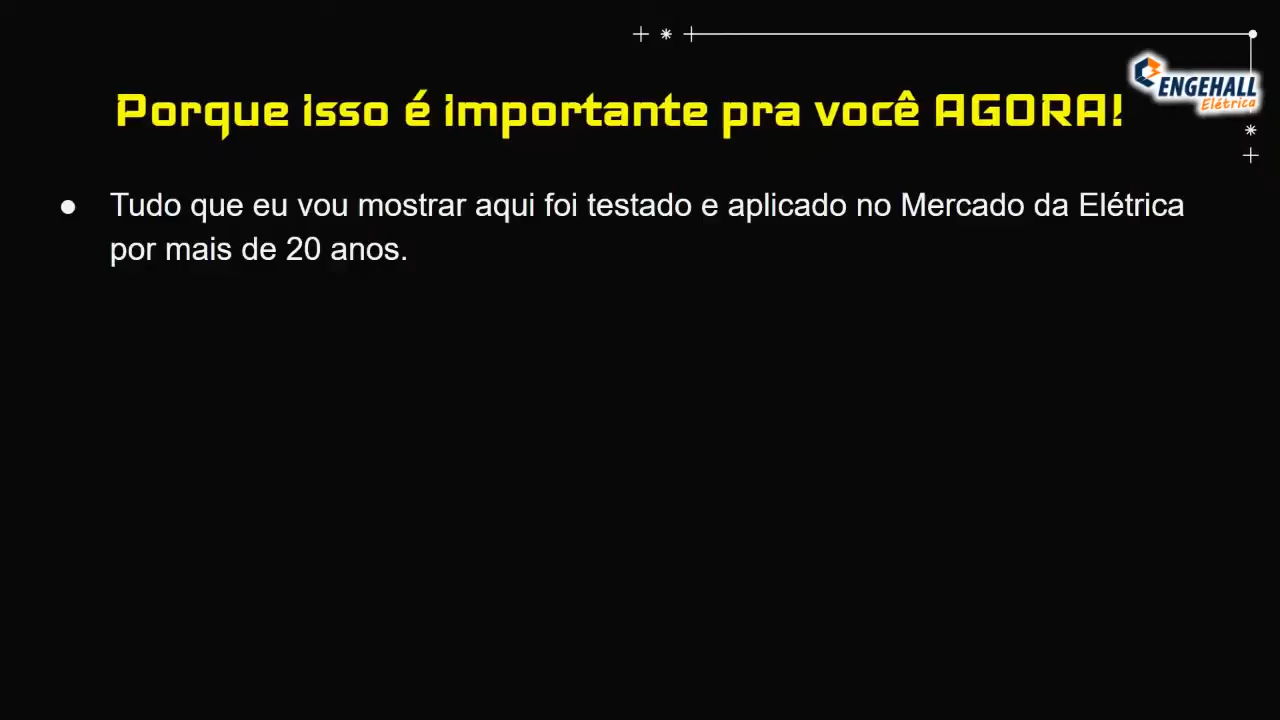 ENGEHALL
Elétrica
Porque isso é importante pra você AGORA!
● Tudo que eu vou mostrar aqui foi testado e aplicado no Mercado da Elétrica
por mais de 20 anos.